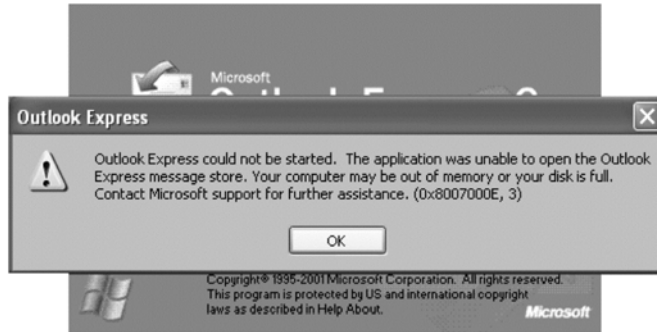 Microsoft
Outlook Express
Outlook Express could not be started. The application was unable to open the Outlook
Express message store. Your computer may be out of memory or your disk is full.
Contact Microsoft support for further assistance. (0x8007000E, 3)
OK
Copyright© 1995-2001 Microsoft Corporation. All rights reserved.
This program is protected by US and international copyright
laws as described in Help About.
Microsoft